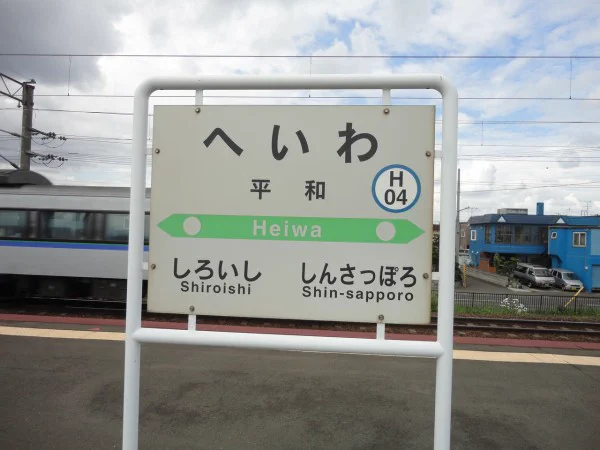 へいわ
平和
H
04
Heiwa
しろいし
Shiroishi
しんさっぽろ
Shin-sapporo